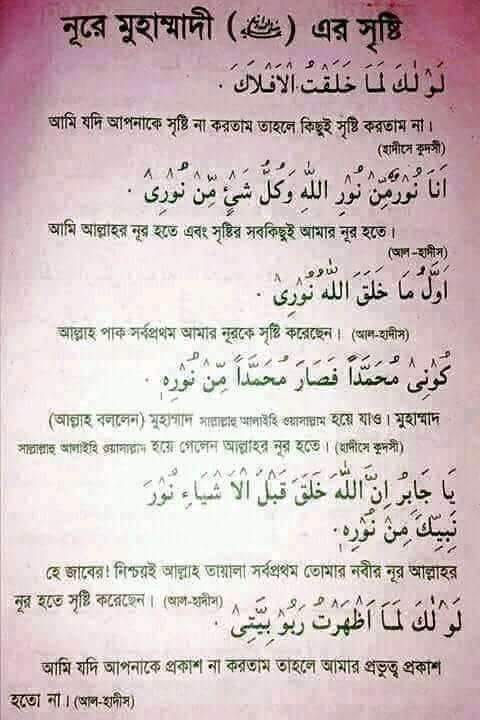 নূরে মুহাম্মাদী (ﷺ) এর সৃষ্টি
لَوْ لَكَ لَمَا خَلَقْتُ الْاَفْلَاكَ .
আমি যদি আপনাকে সৃষ্টি না করতাম তাহলে কিছুই সৃষ্টি করতাম না।
(হাদীসে কুদসী)
اَنَا نُوْرٌ مِّنْ نُوْرِ اللّٰهِ وَكُلُّ شَئٍ مِّنْ نُوْرِىْ .
আমি আল্লাহর নূর হতে এবং সৃষ্টির সবকিছুই আমার নূর হতে।
(আল-হাদীস)
اَوَّلُ مَا خَلَقَ اللّٰهُ نُوْرِىْ .
আল্লাহ পাক সর্বপ্রথম আমার নূরকে সৃষ্টি করেছেন। (আল-হাদীস)
كُوْنِىْ مُحَمَّدًا فَصَارَ مُحَمَّدًا مِّنْ نُوْرِهٖ .
(আল্লাহ বললেন) মুহাম্মাদ সাল্লাল্লাহু আলাইহি ওয়াসাল্লাম হয়ে যাও। মুহাম্মাদ
সাল্লাল্লাহু আলাইহি ওয়াসাল্লাম হয়ে গেলেন আল্লাহর নূর হতে। (হাদীসে কুদসী)
يَا جَابِرُ اِنَّ اللّٰهَ خَلَقَ قَبْلَ الْاَشْيَاءِ نُوْرَ
نَبِيِّكَ مِنْ نُوْرِهٖ .
হে জাবের! নিশ্চয়ই আল্লাহ তায়ালা সর্বপ্রথম তোমার নবীর নূর আল্লাহর
নূর হতে সৃষ্টি করেছেন। (আল-হাদীস)
لَوْ لَكَ لَمَا اَظْهَرْتُ رَبُوْبِيَّتِىْ .
আমি যদি আপনাকে প্রকাশ না করতাম তাহলে আমার প্রভুত্ব প্রকাশ
হতো না। (আল-হাদীস)